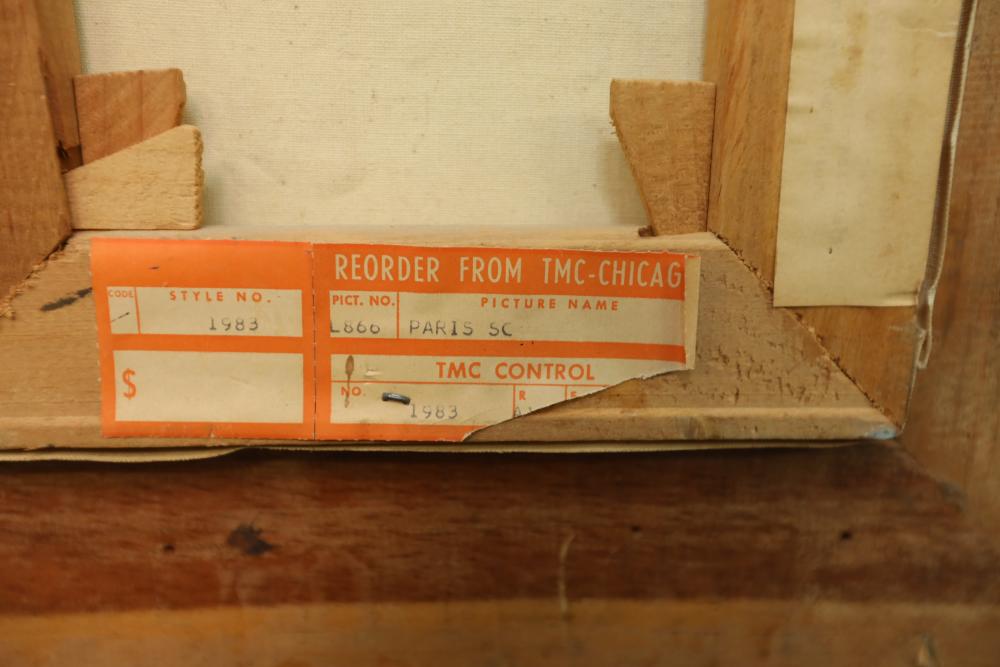 REORDER FROM TMC-CHICAG
CODE STYLE NO. PICT. NO. PICTURE NAME
1983 L866 PARIS SC
$ TMC CONTROL
NO. R
1983